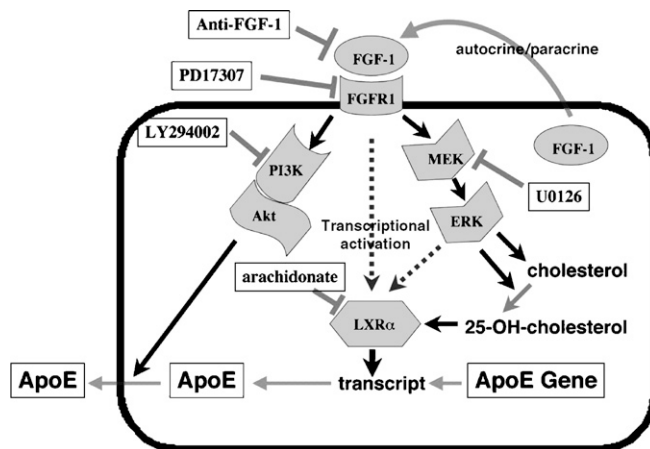 Anti-FGF-1
FGF-1
autocrine/paracrine
PD17307
FGFR1
LY294002
FGF-1
MEK
PI3K
U0126
Akt
ERK
Transcriptional
activation
cholesterol
arachidonate
LXRα
25-OH-cholesterol
ApoE
ApoE
transcript
ApoE Gene